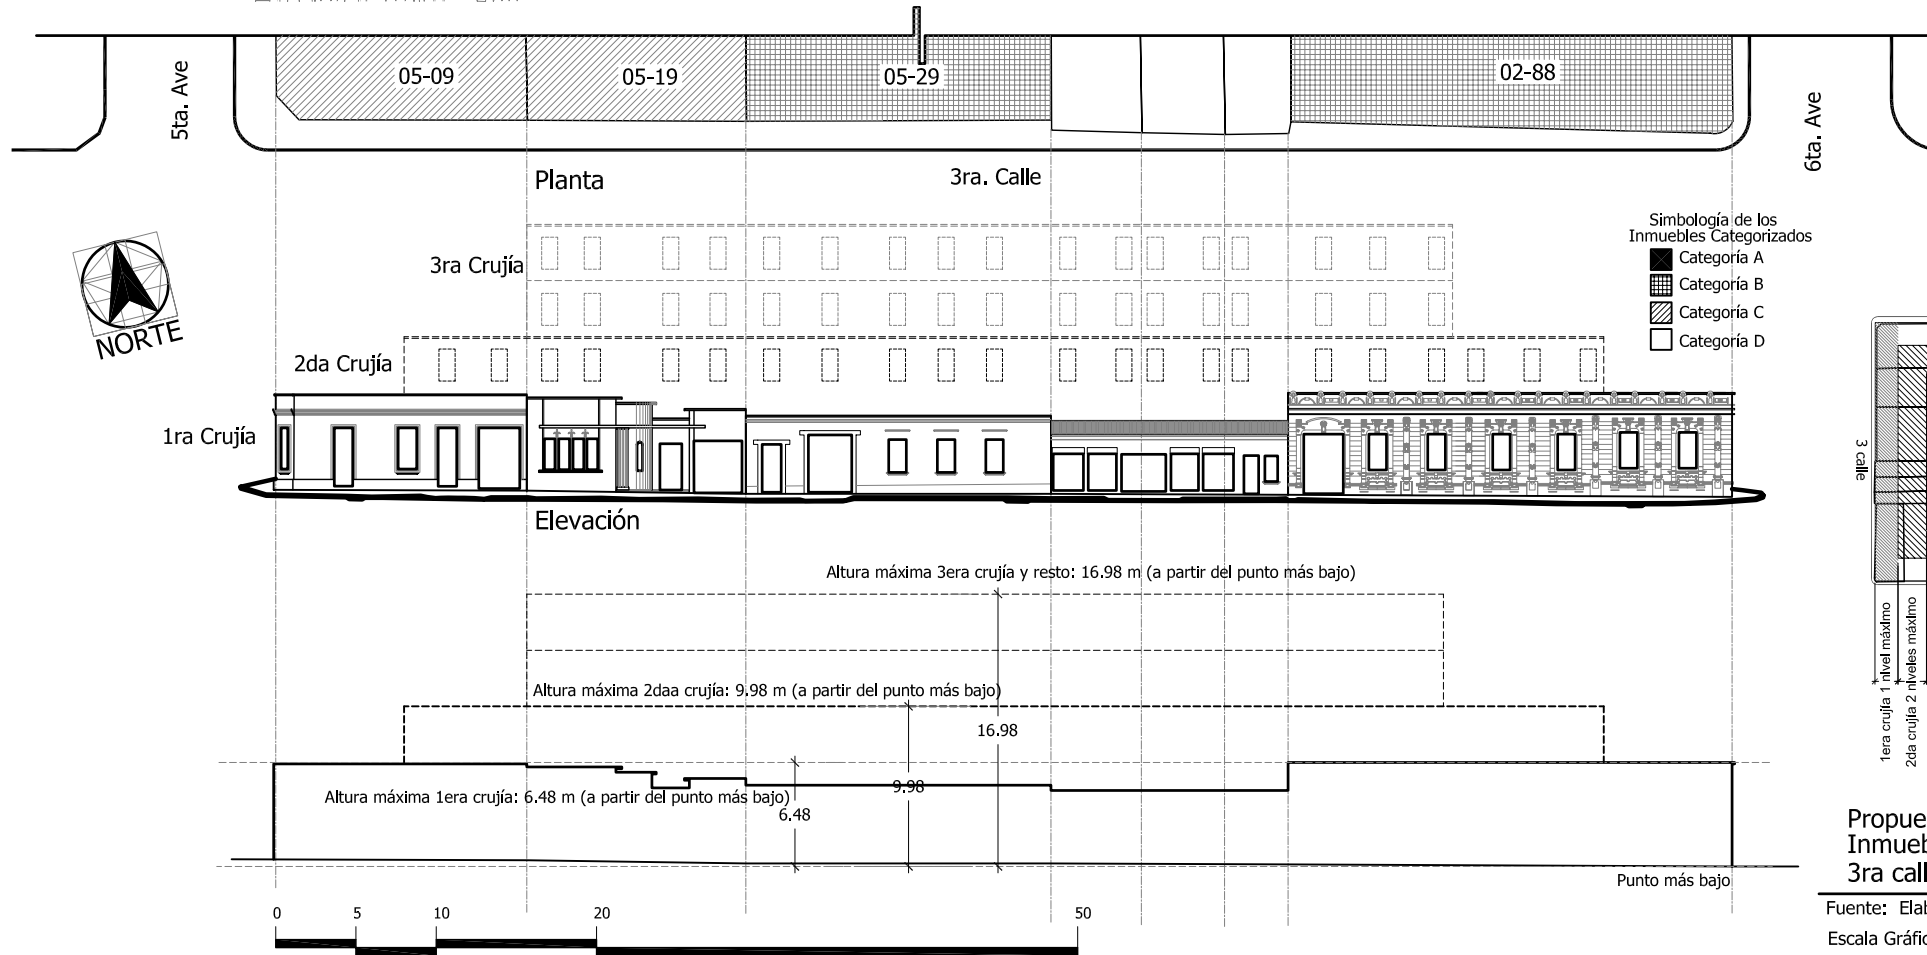 05-09
05-19
05-29
02-88
5ta. Ave
6ta. Ave
Planta
3ra. Calle
Simbología de los
Inmuebles Categorizados
Categoría A
Categoría B
Categoría C
Categoría D
NORTE
3ra Crujía
2da Crujía
1ra Crujía
Elevación
3 calle
Altura máxima 3era crujía y resto: 16.98 m (a partir del punto más bajo)
Altura máxima 2daa crujía: 9.98 m (a partir del punto más bajo)
16.98
9.98
Altura máxima 1era crujía: 6.48 m (a partir del punto más bajo)
6.48
1era crujía 1 nivel máximo
2da crujía 2 niveles máximo
Punto más bajo
Propue
Inmueb
3ra call
Fuente: Elab
Escala Gráfic
0 5 10 20 50